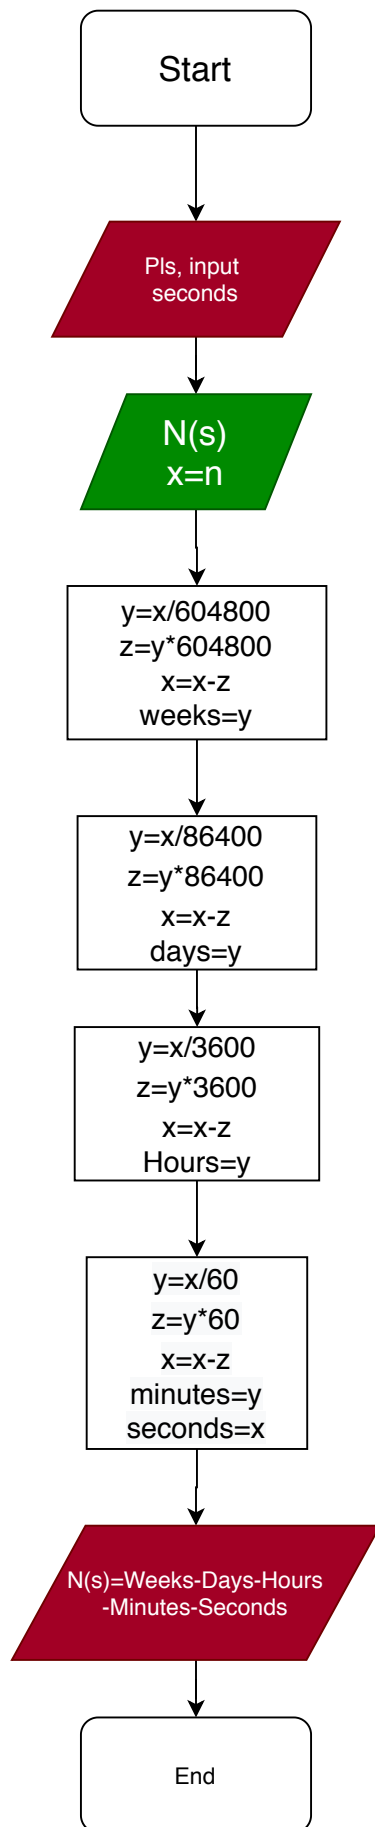 Start
Pls, input
seconds
N(s)
x=n
y=x/604800
z=y*604800
x=x-z
weeks=y
y=x/86400
z=y*86400
x=x-z
days=y
y=x/3600
z=y*3600
x=x-z
Hours=y
y=x/60
z=y*60
x=x-z
minutes=y
seconds=x
N(s)=Weeks-Days-Hours
-Minutes-Seconds
End